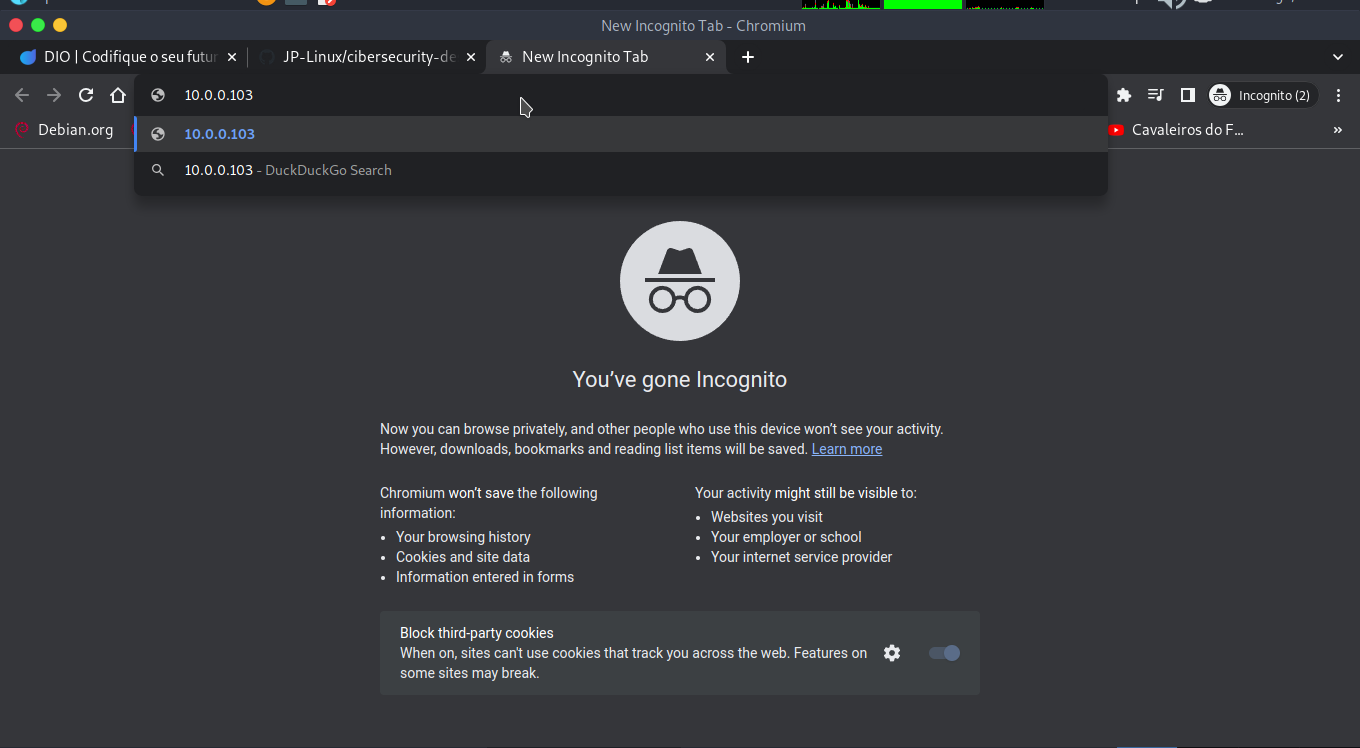 New Incognito Tab - Chromium
DIO | Codifique o seu futur
JP-Linux/cibersecurity-de
New Incognito Tab
10.0.0.103
Incognito (2)
Debian.org
10.0.0.103
Cavaleiros do F...
»
10.0.0.103 - DuckDuckGo Search
You've gone Incognito
Now you can browse privately, and other people who use this device won't see your activity.
However, downloads, bookmarks and reading list items will be saved. Learn more
Chromium won't save the following
information:
• Your browsing history
• Cookies and site data
• Information entered in forms
Your activity might still be visible to:
• Websites you visit
• Your employer or school
• Your internet service provider
Block third-party cookies
When on, sites can't use cookies that track you across the web. Features on
some sites may break.